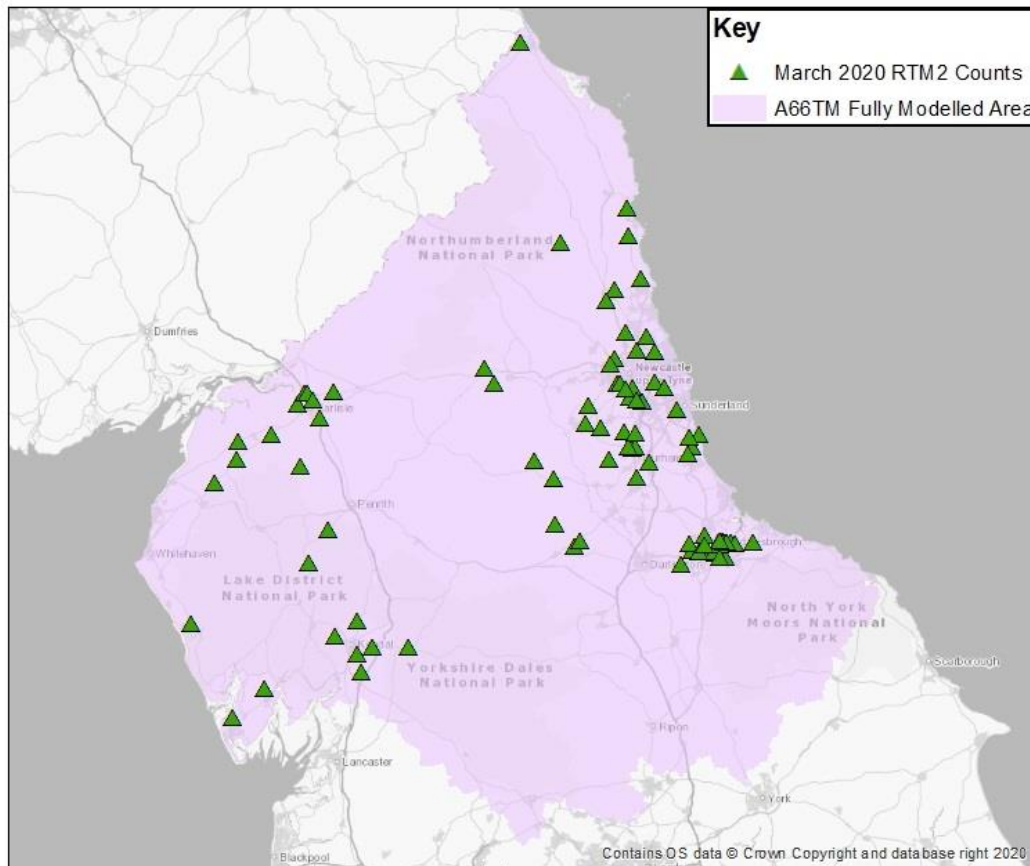 Key
March 2020 RTM2 Counts
A66TM Fully Modelled Area
Northumberland
National Park
Dumfries
Newcastle
Sunderland
Penrith
Whitehaven
Lake District
National Park
North York
Moors National
Park
Yorkshire Dales
National Park
Scarborough
Ripon
Lancaster
York
Blackpool
Contains OS data © Crown Copyright and database right 2020